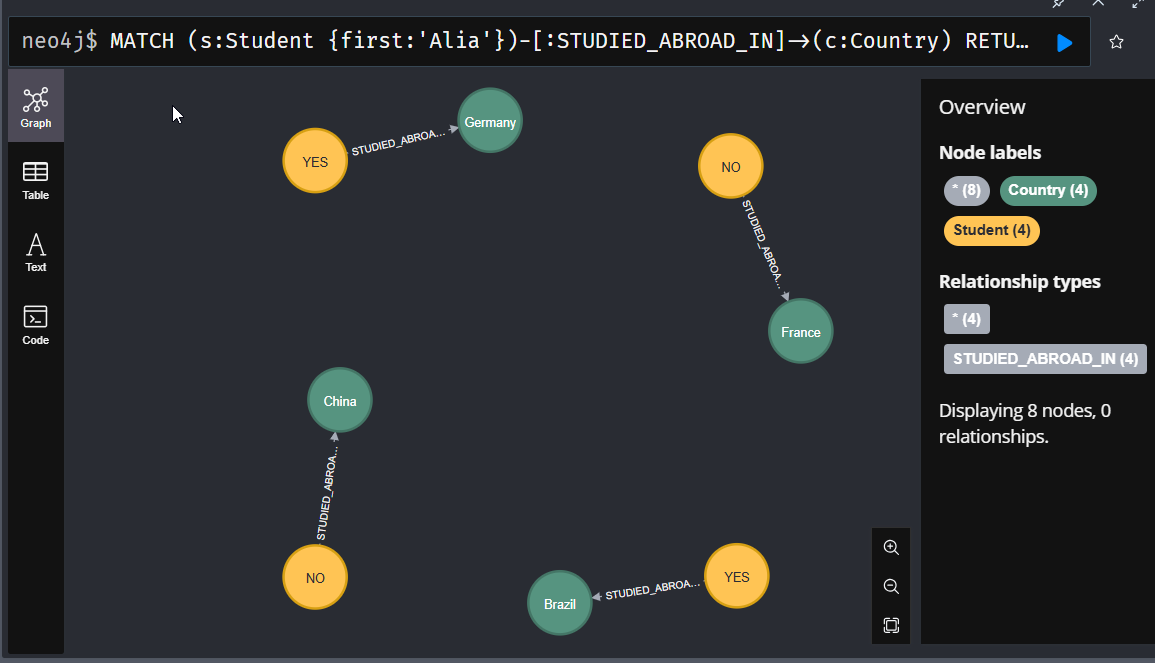 neo4j$ MATCH (s:Student {first:'Alia'})-[:STUDIED_ABROAD_IN]→(c:Country) RETU…
Graph
Table
Text
Code
Germany
YES
STUDIED_ABROA…
NO
STUDIED_ABROA…
France
China
STUDIED_ABROA…
NO
YES
STUDIED_ABROA…
Brazil
Overview
Node labels
* (8)
Country (4)
Student (4)
Relationship types
* (4)
STUDIED_ABROAD_IN (4)
Displaying 8 nodes, 0
relationships.